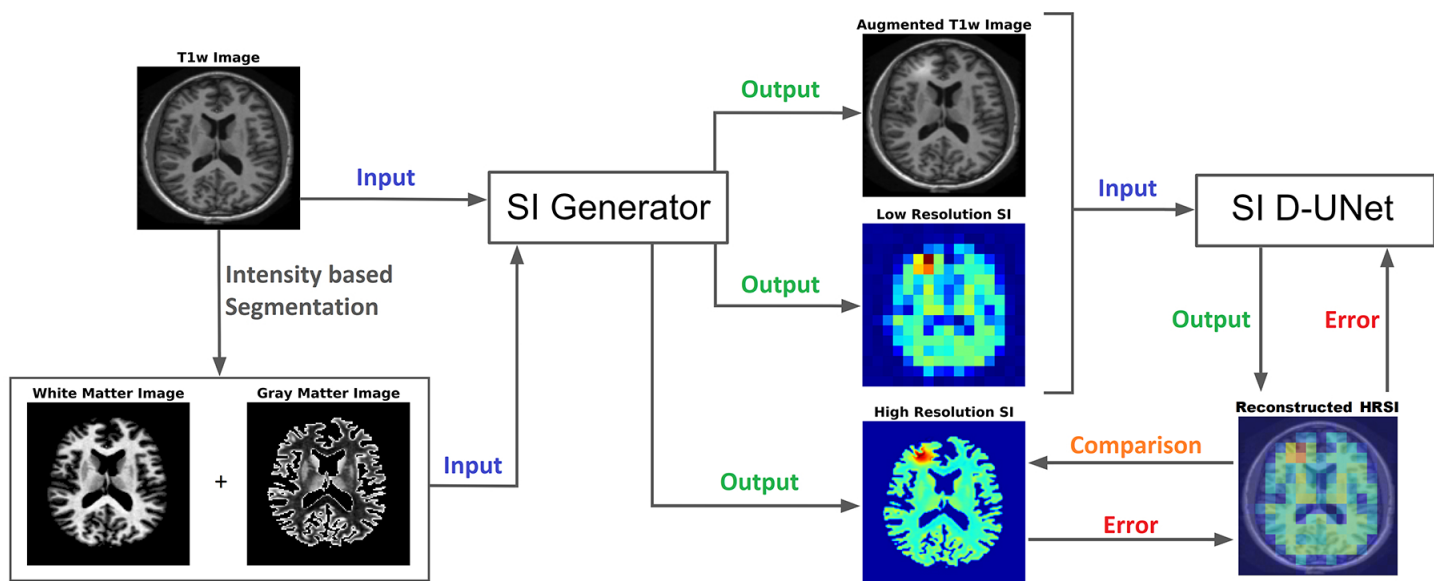 T1w Image
Input
Intensity based
Segmentation
White Matter Image
+
Gray Matter Image
Input
SI Generator
Output
Output
Output
Augmented T1w Image
Low Resolution SI
High Resolution SI
Input
SI D-UNet
Output
Error
Reconstructed HRSI
Comparison
Error